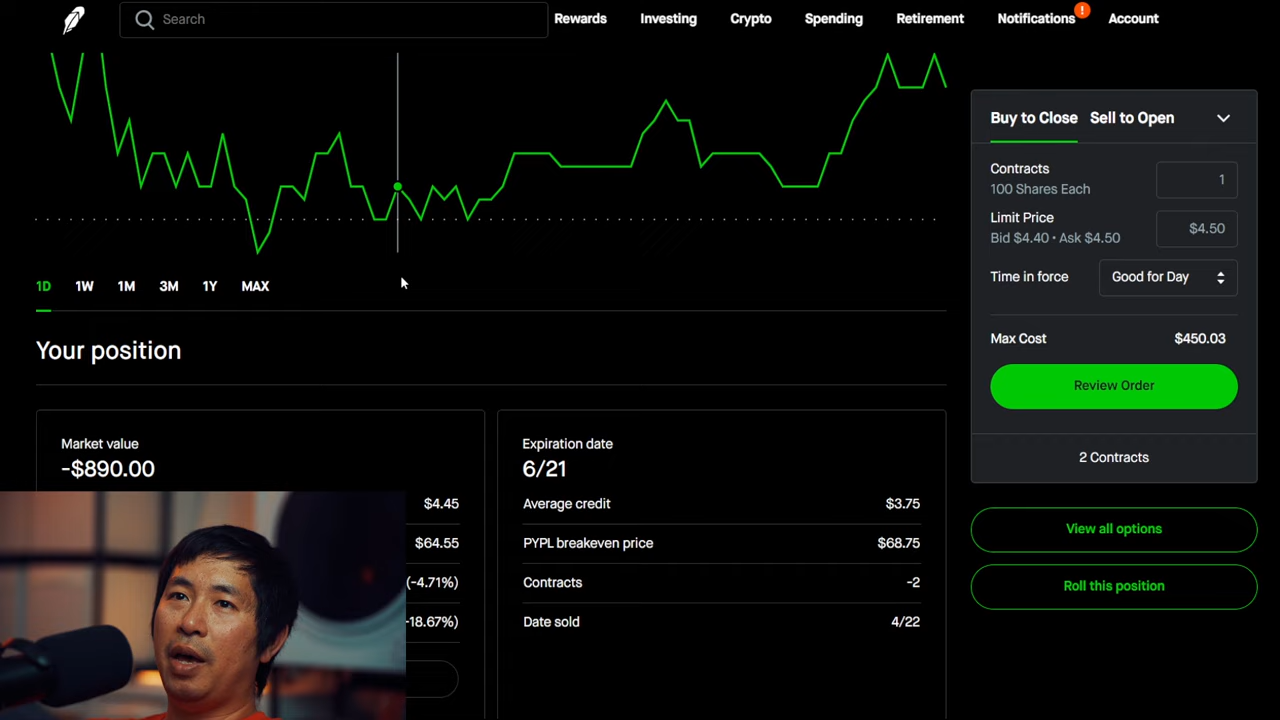 Search
Rewards
Investing
Crypto
Spending
Retirement
Notifications
!
Account
1D
1W
1M
3M
1Y
MAX
Your position
Market value
-$890.00
$4.45
$64.55
(-4.71%)
-18.67%)
Expiration date
6/21
Average credit $3.75
PYPL breakeven price $68.75
Contracts -2
Date sold 4/22
Buy to Close Sell to Open
Contracts 1
100 Shares Each
Limit Price $4.50
Bid $4.40 • Ask $4.50
Time in force Good for Day
Max Cost $450.03
Review Order
2 Contracts
View all options
Roll this position